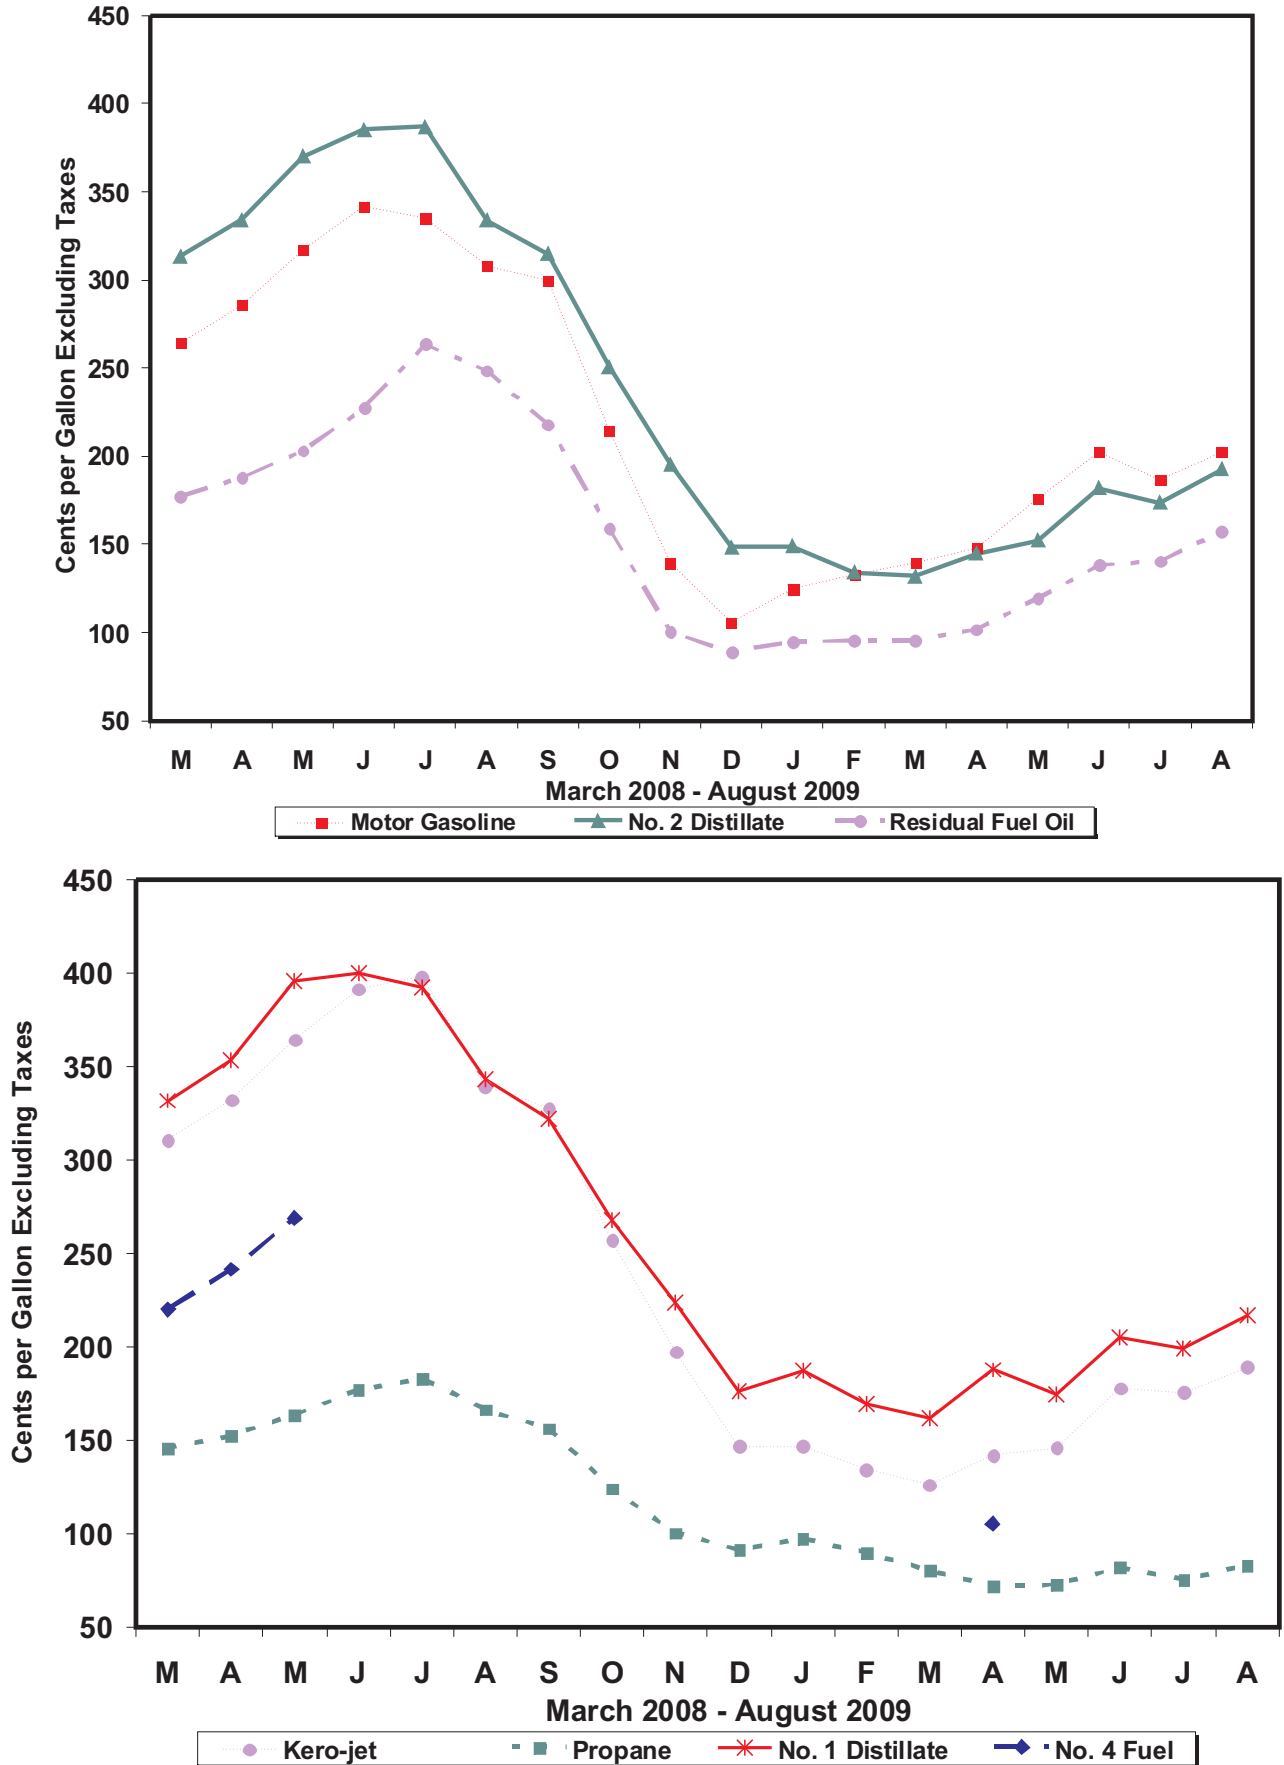 450
400
350
300
250
200
150
100
50
Cents per Gallon Excluding Taxes
M A M J J A S O N D J F M A M J J A
March 2008 - August 2009
Motor Gasoline No. 2 Distillate Residual Fuel Oil
450
400
350
300
250
200
150
100
50
Cents per Gallon Excluding Taxes
M A M J J A S O N D J F M A M J J A
March 2008 - August 2009
Kero-jet Propane No. 1 Distillate No. 4 Fuel